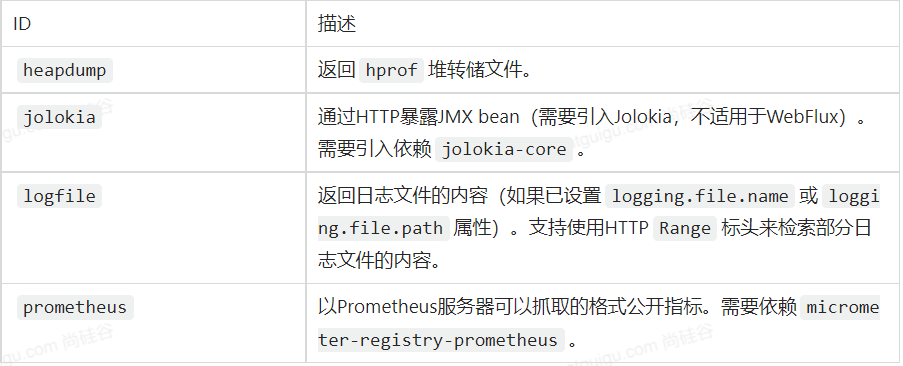 ID 描述
heapdump 返回 hprof 堆转储文件。
jolokia 通过HTTP暴露JMX bean（需要引入Jolokia，不适用于WebFlux）。
需要引入依赖 jolokia-core 。
logfile 返回日志文件的内容（如果已设置 logging.file.name 或 loggi
ng.file.path 属性）。支持使用HTTP Range 标头来检索部分日
志文件的内容。
prometheus 以Prometheus服务器可以抓取的格式公开指标。需要依赖 microme
ter-registry-prometheus 。